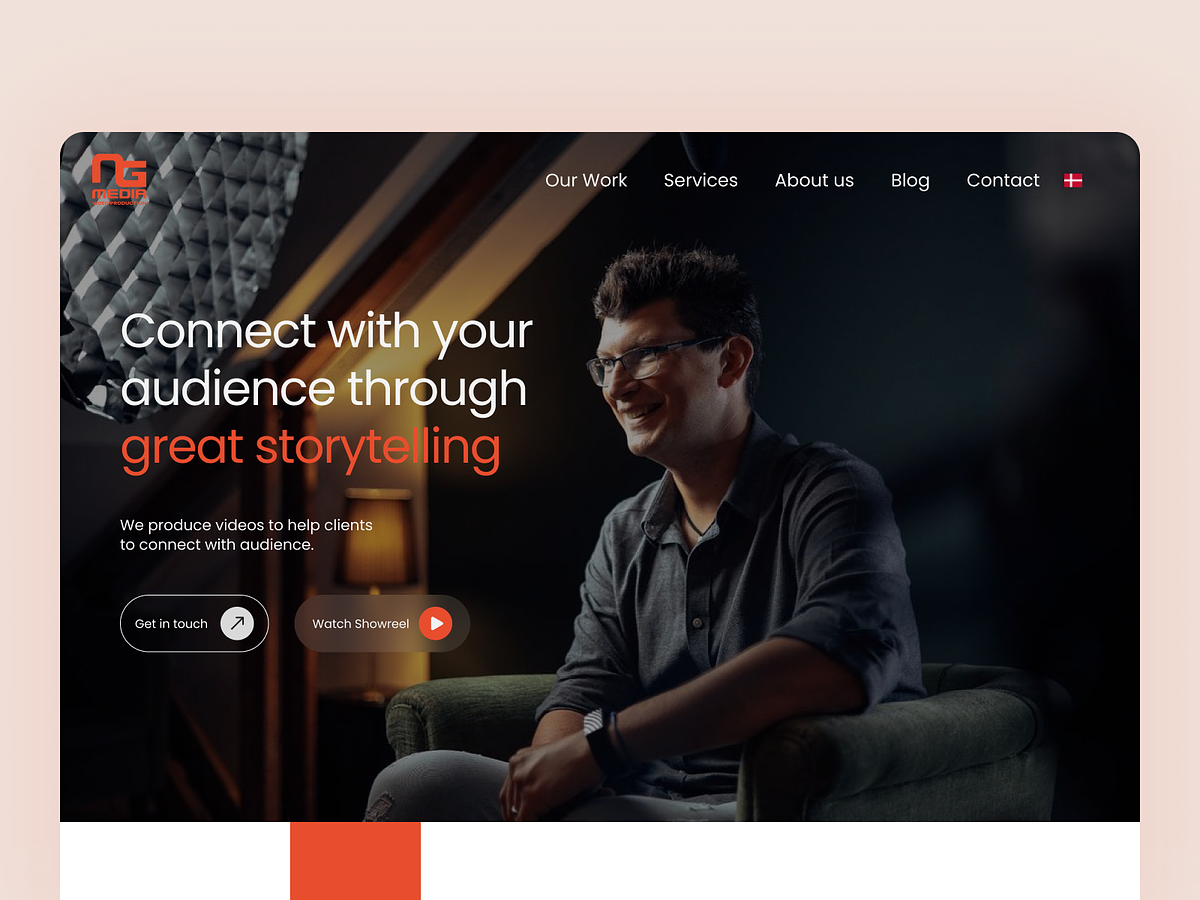 NG
MEDIA
Our Work Services About us Blog Contact
Connect with your
audience through
great storytelling
We produce videos to help clients
to connect with audience.
Get in touch Watch Showreel